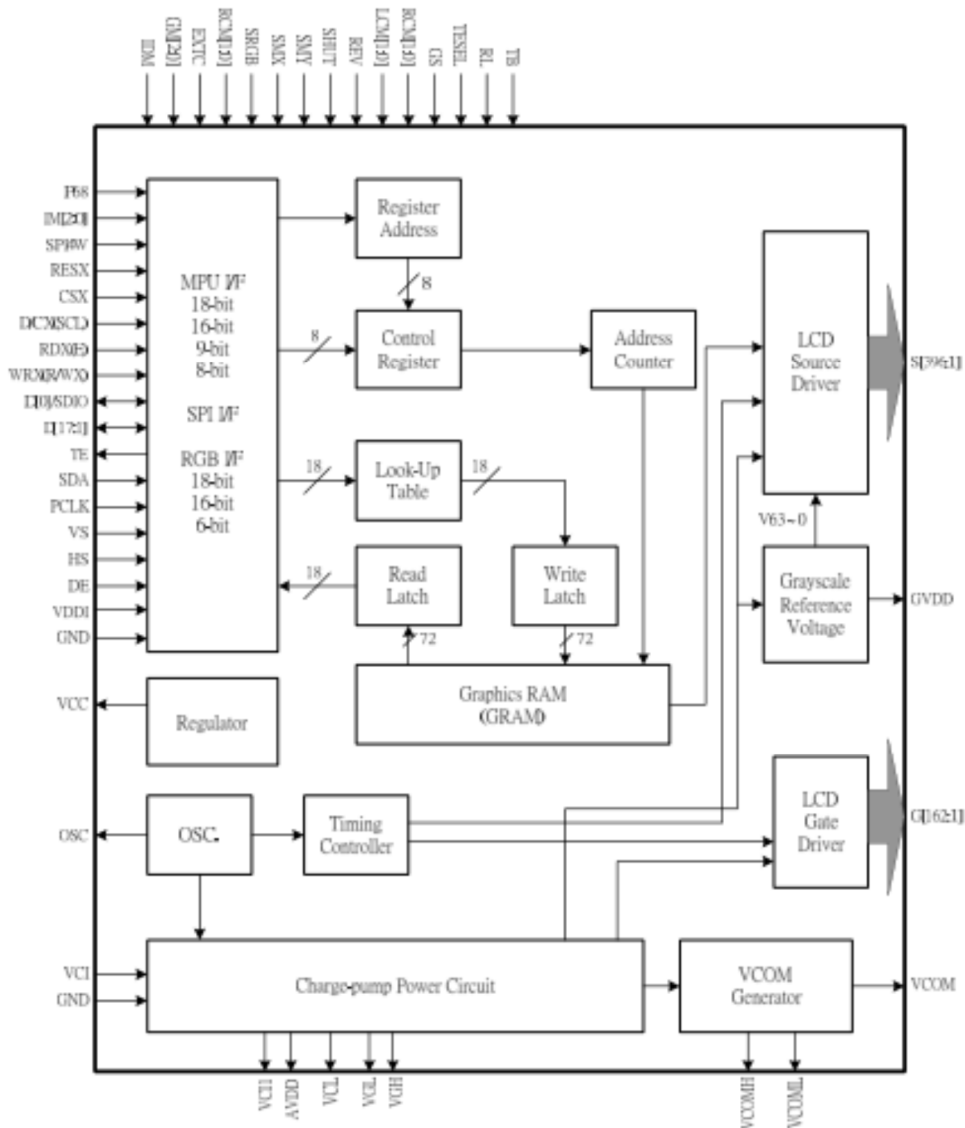 IDM
GM[2:0]
EXTC
RCM[1:0]
SRGB
SMX
SMY
SHUT
REV
LCM[1:0]
RCM[1:0]
GS
TESEL
RL
TB
P68
IM[2:0]
SPI4W
RESX
CSX
D/CX(SCL)
RDX(E)
WRX(R/WX)
D[0]/SDIO
D[17:1]
TE
SDA
PCLK
VS
HS
DE
VDDI
GND
MPU I/F
18-bit
16-bit
9-bit
8-bit
SPI I/F
RGB I/F
18-bit
16-bit
6-bit
Register
Address
8
8
Control
Register
Address
Counter
LCD
Source
Driver
S[396:1]
18
Look-Up
Table
18
V63~0
18
Read
Latch
Write
Latch
Grayscale
Reference
Voltage
GVDD
72
72
Graphics RAM
(GRAM)
VCC
Regulator
OSC
OSC.
Timing
Controller
LCD
Gate
Driver
G[162:1]
VCI
GND
Charge-pump Power Circuit
VCOM
Generator
VCOM
VCI1
AVDD
VCL
VGL
VGH
VCOMH
VCOML